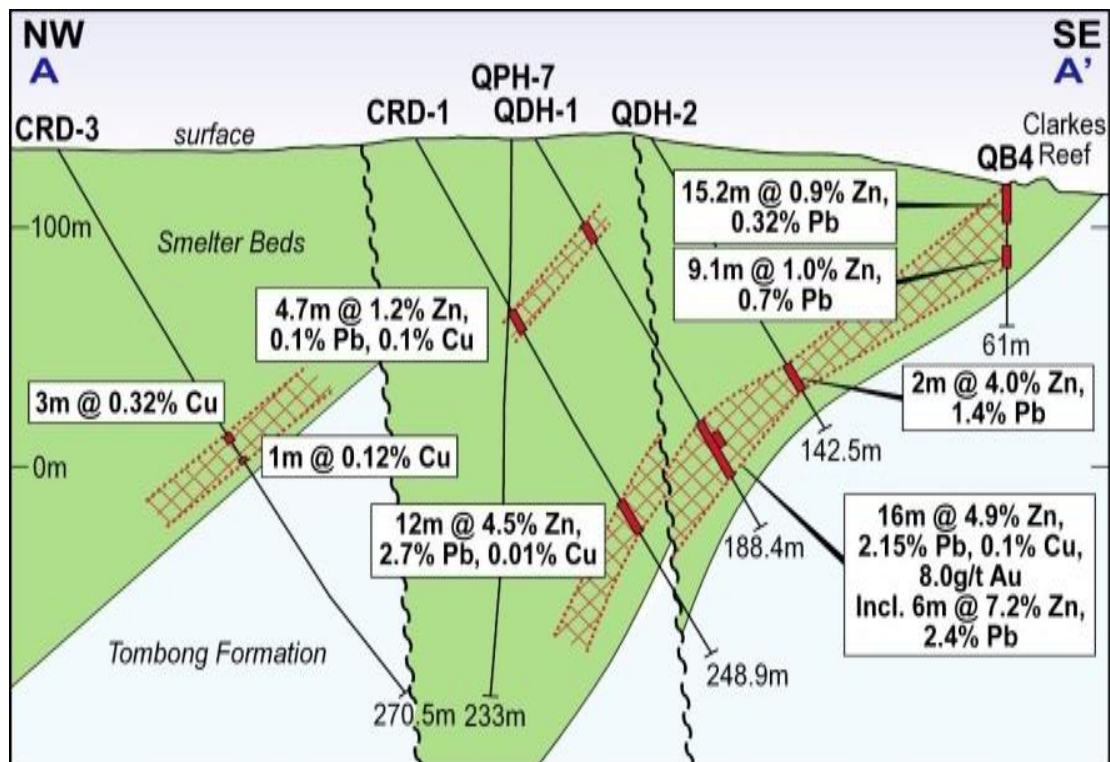 NW
A
SE
A'
QPH-7
CRD-1
QDH-1
QDH-2
Clarkes
Reef
CRD-3
surface
QB4
15.2m @ 0.9% Zn,
0.32% Pb
100m
Smelter Beds
9.1m @ 1.0% Zn,
0.7% Pb
4.7m @ 1.2% Zn,
0.1% Pb, 0.1% Cu
61m
3m @ 0.32% Cu
2m @ 4.0% Zn,
1.4% Pb
1m @ 0.12% Cu
142.5m
0m
12m @ 4.5% Zn,
2.7% Pb, 0.01% Cu
188.4m
16m @ 4.9% Zn,
2.15% Pb, 0.1% Cu,
8.0g/t Au
Incl. 6m @ 7.2% Zn,
2.4% Pb
Tombong Formation
248.9m
270.5m
233m